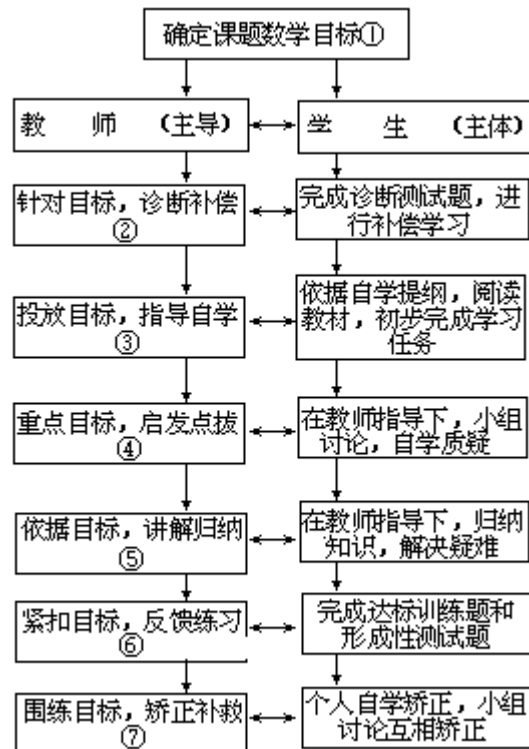 确定课题数学目标①
教 师 （主导）
学 生 （主体）
针对目标，诊断补偿
②
完成诊断测试题，进
行补偿学习
投放目标，指导自学
③
依据自学提纲，阅读
教材，初步完成学习
任务
重点目标，启发点拔
④
在教师指导下，小组
讨论，自学质疑
依据目标，讲解归纳
⑤
在教师指导下，归纳
知识，解决疑难
紧扣目标，反馈练习
⑥
完成达标训练题和
形成性测试题
围练目标，矫正补救
⑦
个人自学矫正，小组
讨论互相矫正